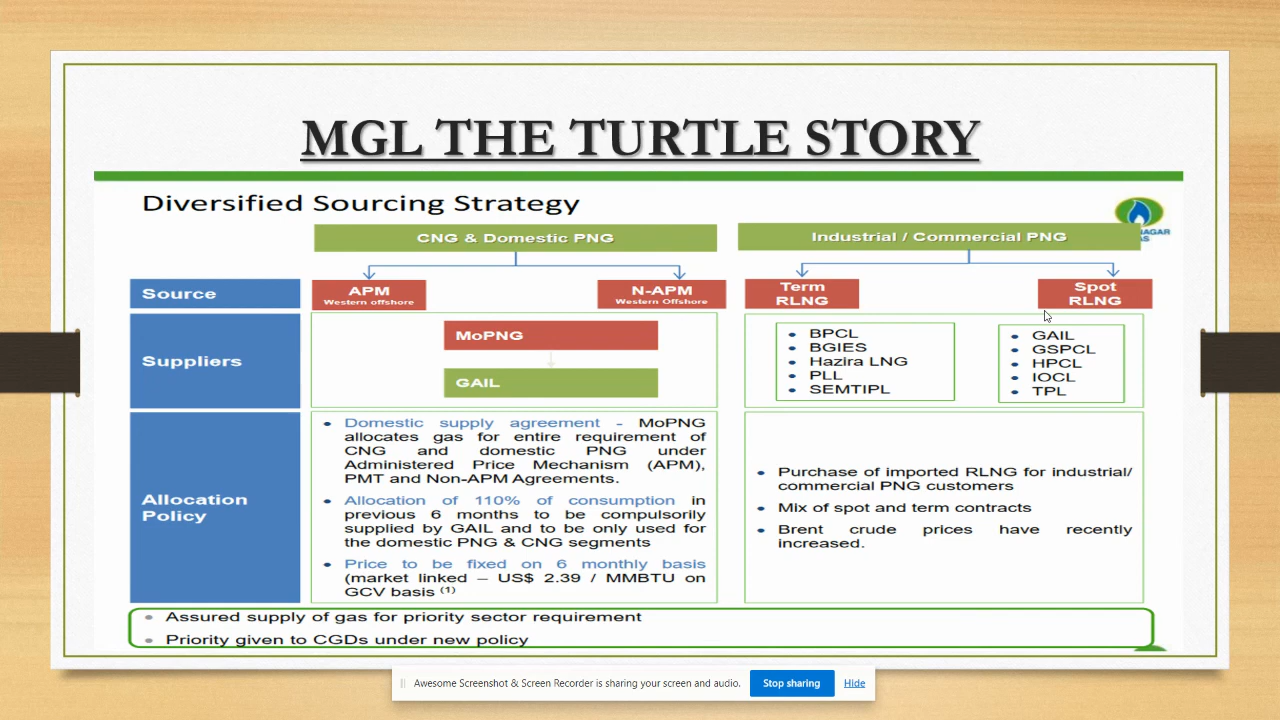 MGL THE TURTLE STORY
Diversified Sourcing Strategy
NAGAR
AS
CNG & Domestic PNG
Industrial / Commercial PNG
Source
APM
Western offshore
N-APM
Western Offshore
Term
RLNG
Spot
RLNG
Suppliers
MoPNG
GAIL
• BPCL
• BGIES
• Hazira LNG
• PLL
• SEMTIPL
• GAIL
• GSPCL
• HPCL
• IOCL
• TPL
Allocation
Policy
• Domestic supply agreement - MoPNG
allocates gas for entire requirement of
CNG and domestic PNG under
Administered Price Mechanism (APM),
PMT and Non-APM Agreements.
• Allocation of 110% of consumption in
previous 6 months to be compulsorily
supplied by GAIL and to be only used for
the domestic PNG & CNG segments
• Price to be fixed on 6 monthly basis
(market linked – US$ 2.39 / MMBTU on
GCV basis (1)
• Purchase of imported RLNG for industrial/
commercial PNG customers
• Mix of spot and term contracts
• Brent crude prices have recently
increased.
• Assured supply of gas for priority sector requirement
• Priority given to CGDs under new policy
Awesome Screenshot & Screen Recorder is sharing your screen and audio.
Stop sharing
Hide